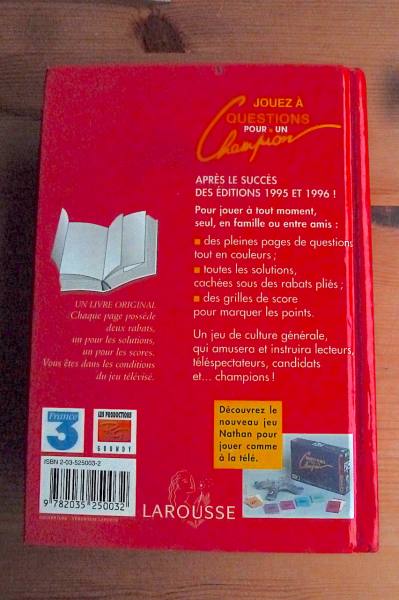 JOUEZ À
QUESTIONS
POUR UN
Champion
APRÈS LE SUCCÈS
DES ÉDITIONS 1995 ET 1996 !
Pour jouer à tout moment,
seul, en famille ou entre amis :
des pleines pages de questions
tout en couleurs ;
toutes les solutions,
cachées sous des rabats pliés ;
des grilles de score
pour marquer les points.
Un jeu de culture générale,
qui amusera et instruira lecteurs,
téléspectateurs, candidats
et... champions !
UN LIVRE ORIGINAL
Chaque page possède
deux rabats,
un pour les solutions,
un pour les scores.
Vous êtes dans les conditions
du jeu télévisé.
France
3
LES PRODUCTIONS
GRUNDY
Découvrez le
nouveau jeu
Nathan pour
jouer comme
à la télé.
QUESTIONS
Champion
ISBN 2-03-525003-2
9 782035 250032
LAROUSSE